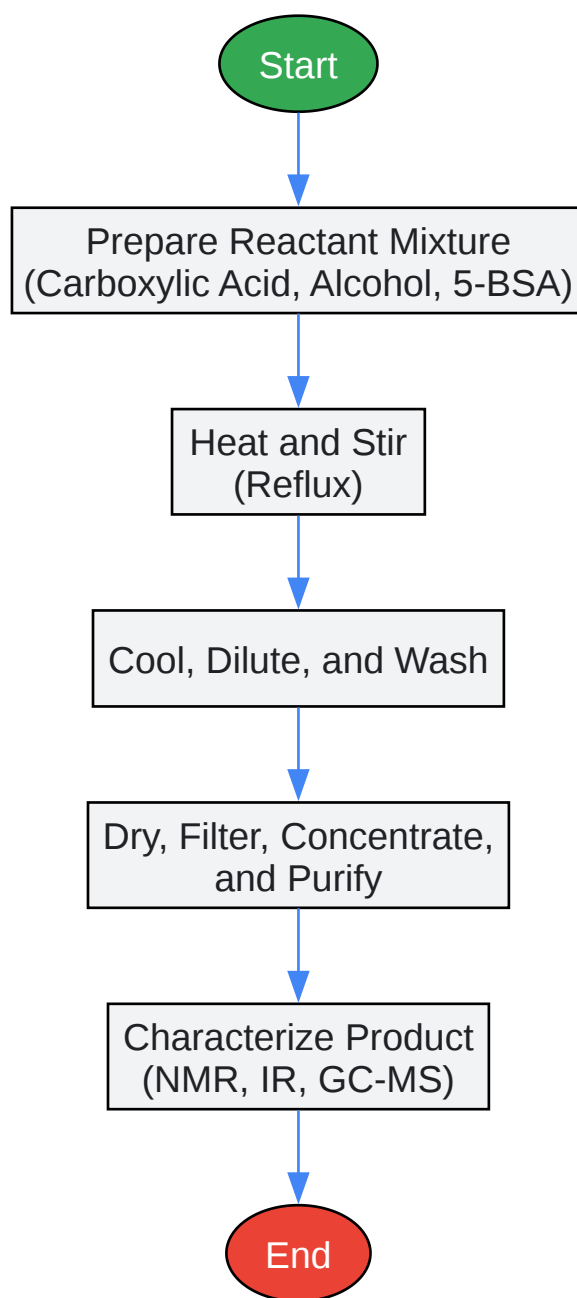 Start
Prepare Reactant Mixture
(Carboxylic Acid, Alcohol, 5-BSA)
Heat and Stir
(Reflux)
Cool, Dilute, and Wash
Dry, Filter, Concentrate,
and Purify
Characterize Product
(NMR, IR, GC-MS)
End